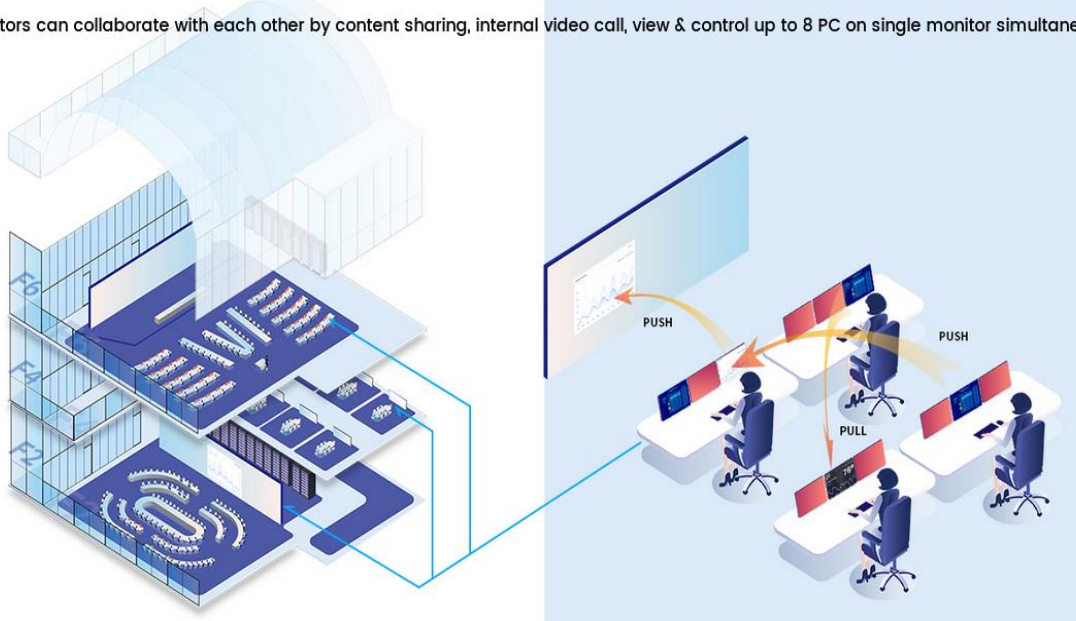 tors can collaborate with each other by content sharing, internal video call, view & control up to 8 PC on single monitor simultane
F6
F4
F2
PUSH
PUSH
PULL